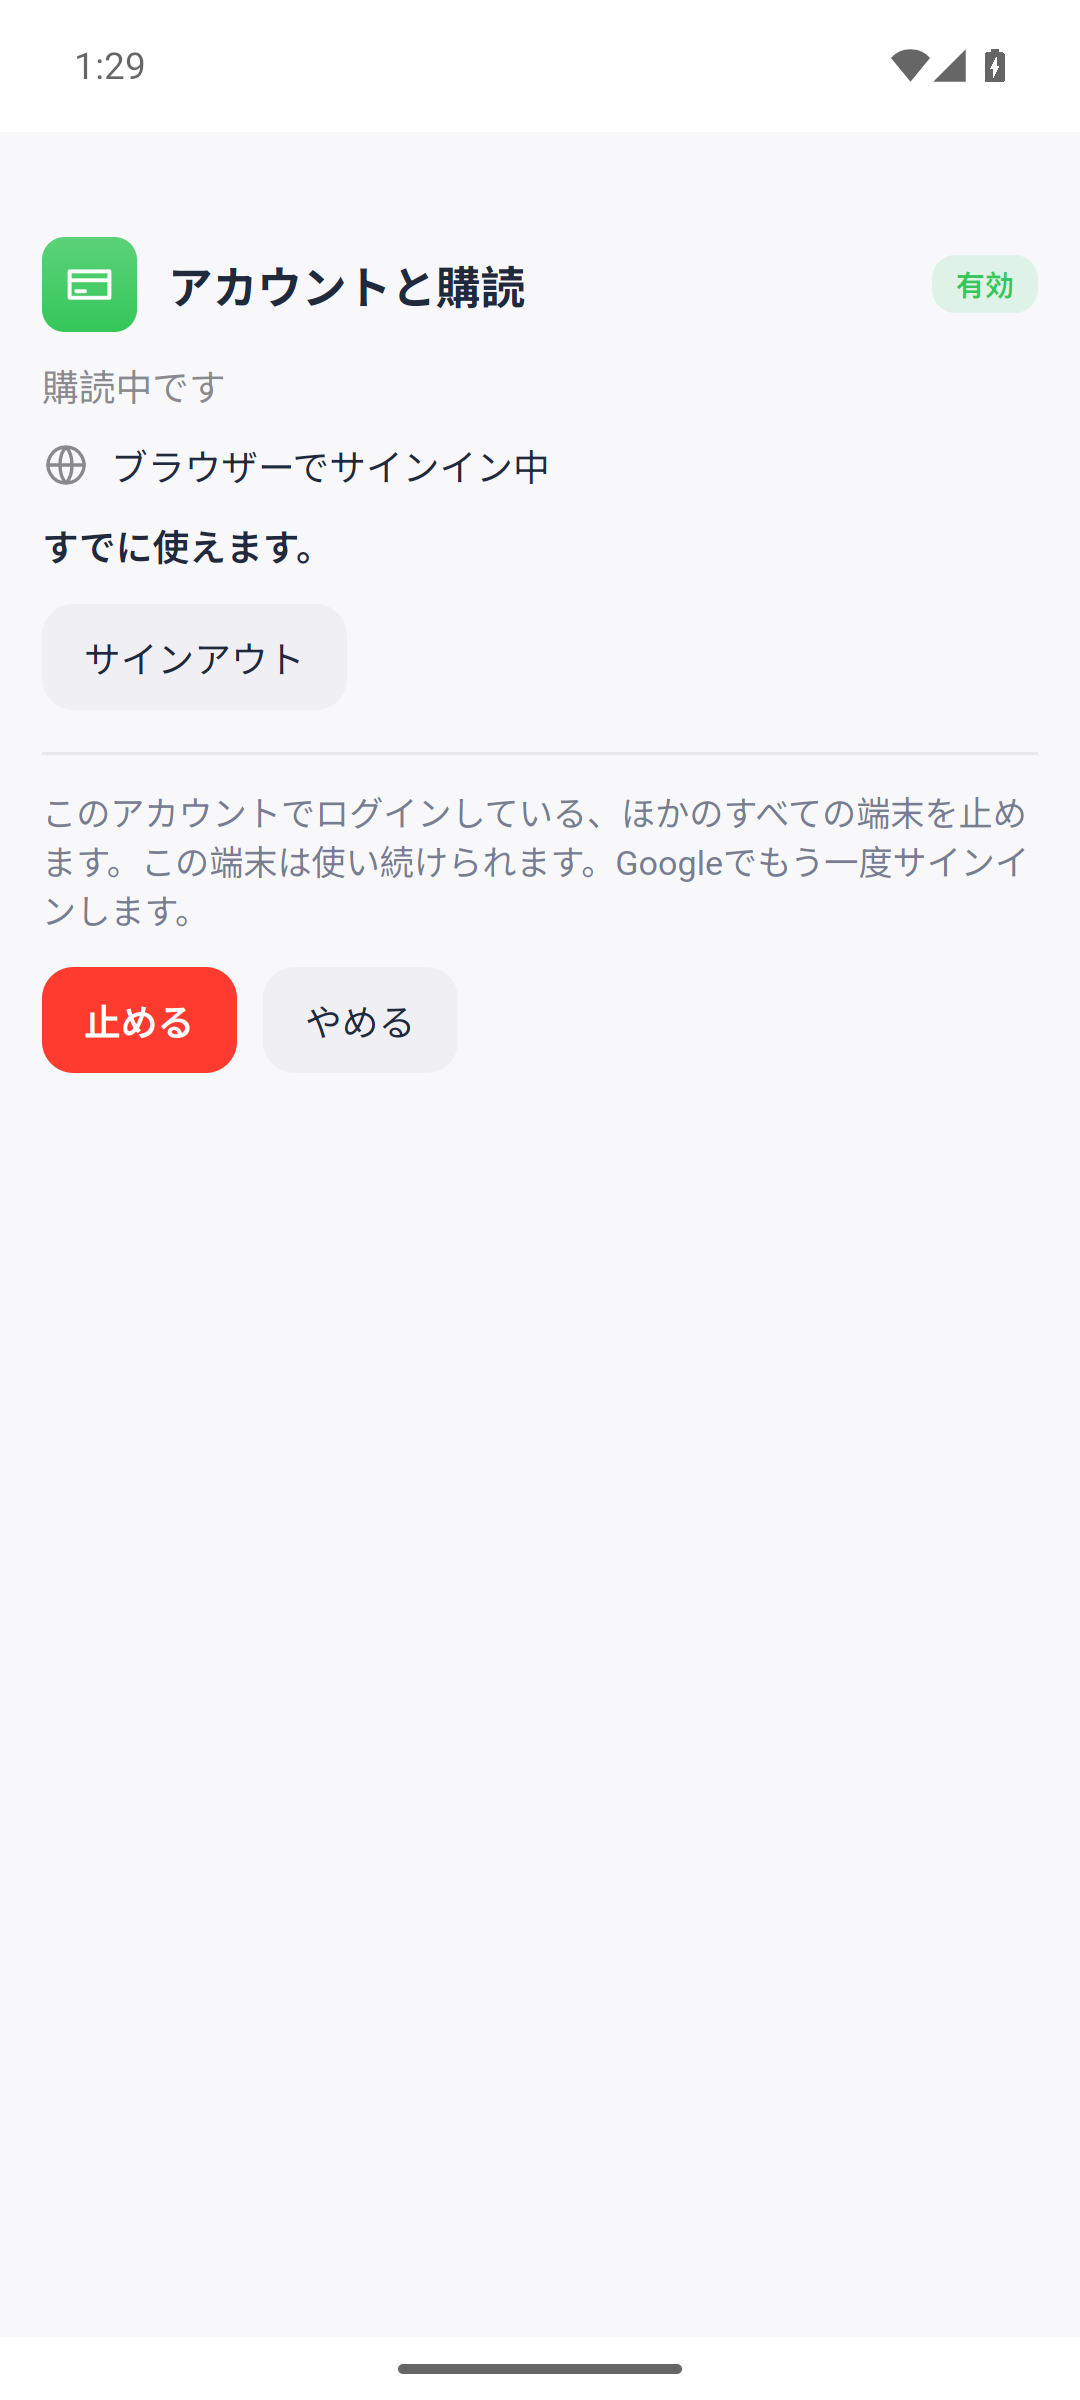 1:29
アカウントと購読
有効
購読中です
ブラウザーでサインイン中
すでに使えます。
サインアウト
このアカウントでログインしている、ほかのすべての端末を止め
ます。この端末は使い続けられます。Googleでもう一度サインイ
ンします。
止める
やめる